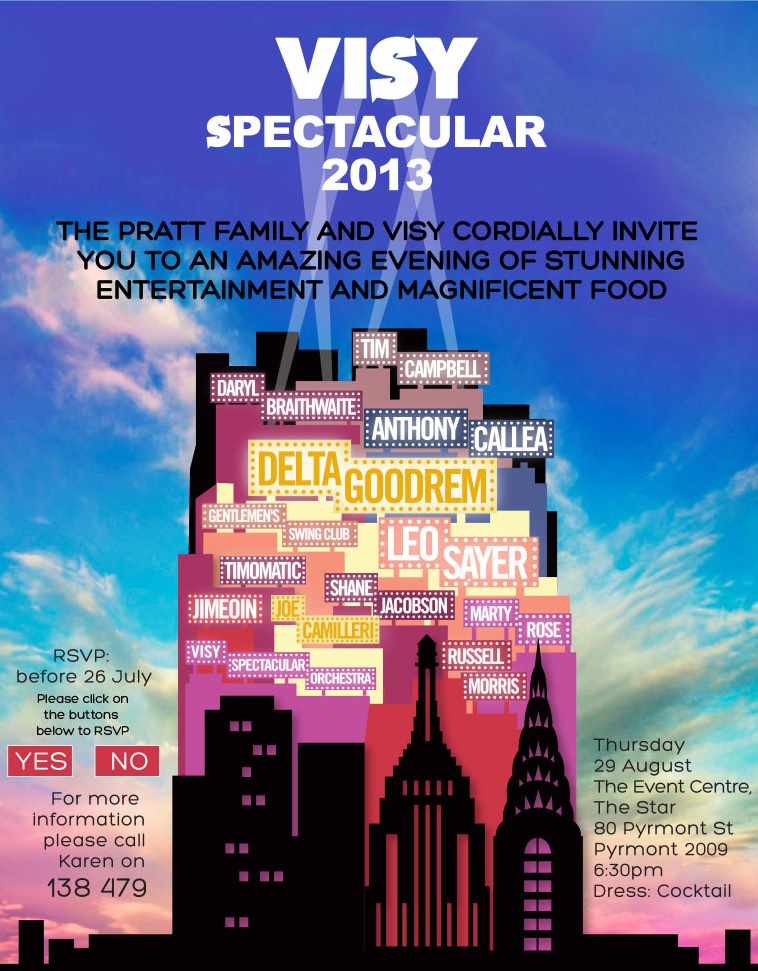 VISY
SPECTACULAR
2013
THE PRATT FAMILY AND VISY CORDIALLY INVITE
YOU TO AN AMAZING EVENING OF STUNNING
ENTERTAINMENT AND MAGNIFICENT FOOD
TIM
CAMPBELL
DARYL
BRAITHWAITE
ANTHONY
CALLEA
DELTA
GOODREM
GENTLEMEN'S
SWING CLUB
LEO
SAYER
TIMOMATIC
SHANE
JACOBSON
JIMEOIN
JOE
CAMILLERI
MARTY
ROSE
VISY
SPECTACULAR
ORCHESTRA
RUSSELL
MORRIS
RSVP:
before 26 July
Please click on
the buttons
below to RSVP
YES NO
For more
information
please call
Karen on
138 479
Thursday
29 August
The Event Centre,
The Star
80 Pyrmont St
Pyrmont 2009
6:30pm
Dress: Cocktail